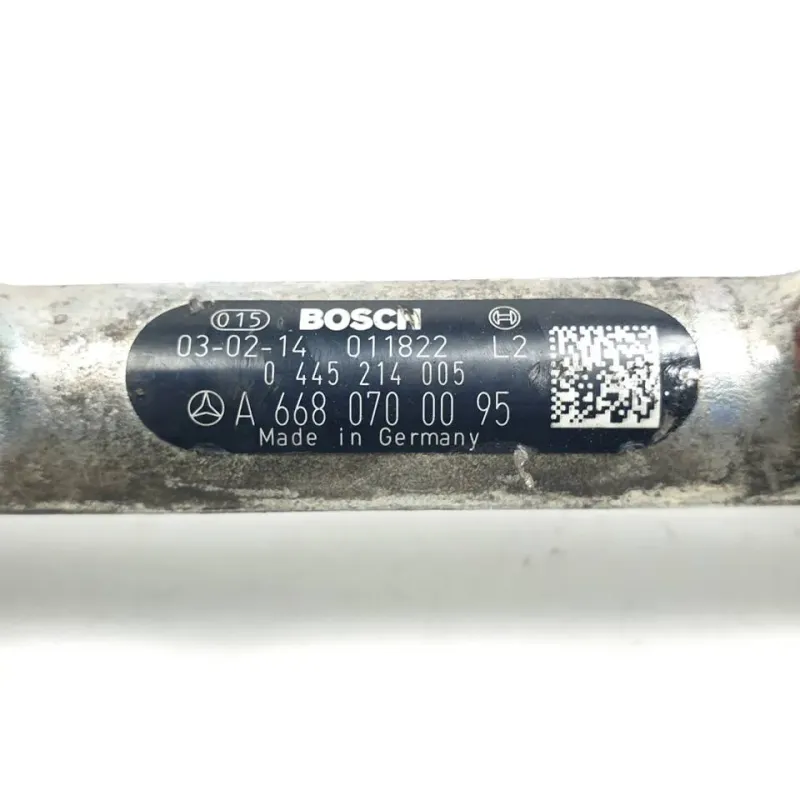 015 BOSCH
03-02-14 011822 L2
0 445 214 005
A 668 070 00 95
Made in Germany